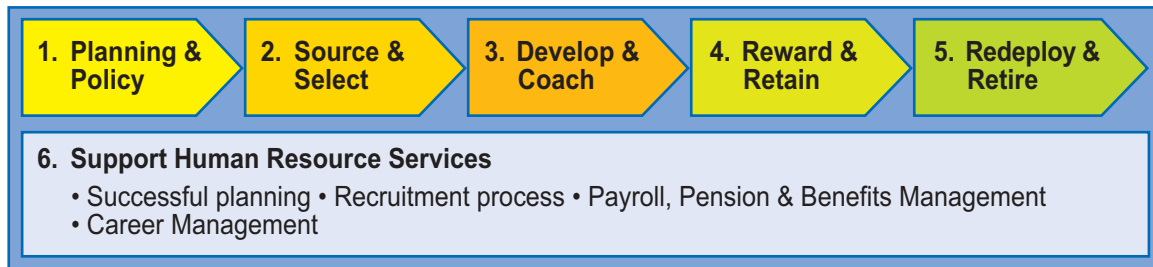 1. Planning &
Policy
2. Source &
Select
3. Develop &
Coach
4. Reward &
Retain
5. Redeploy &
Retire
6. Support Human Resource Services
• Successful planning • Recruitment process • Payroll, Pension & Benefits Management
• Career Management